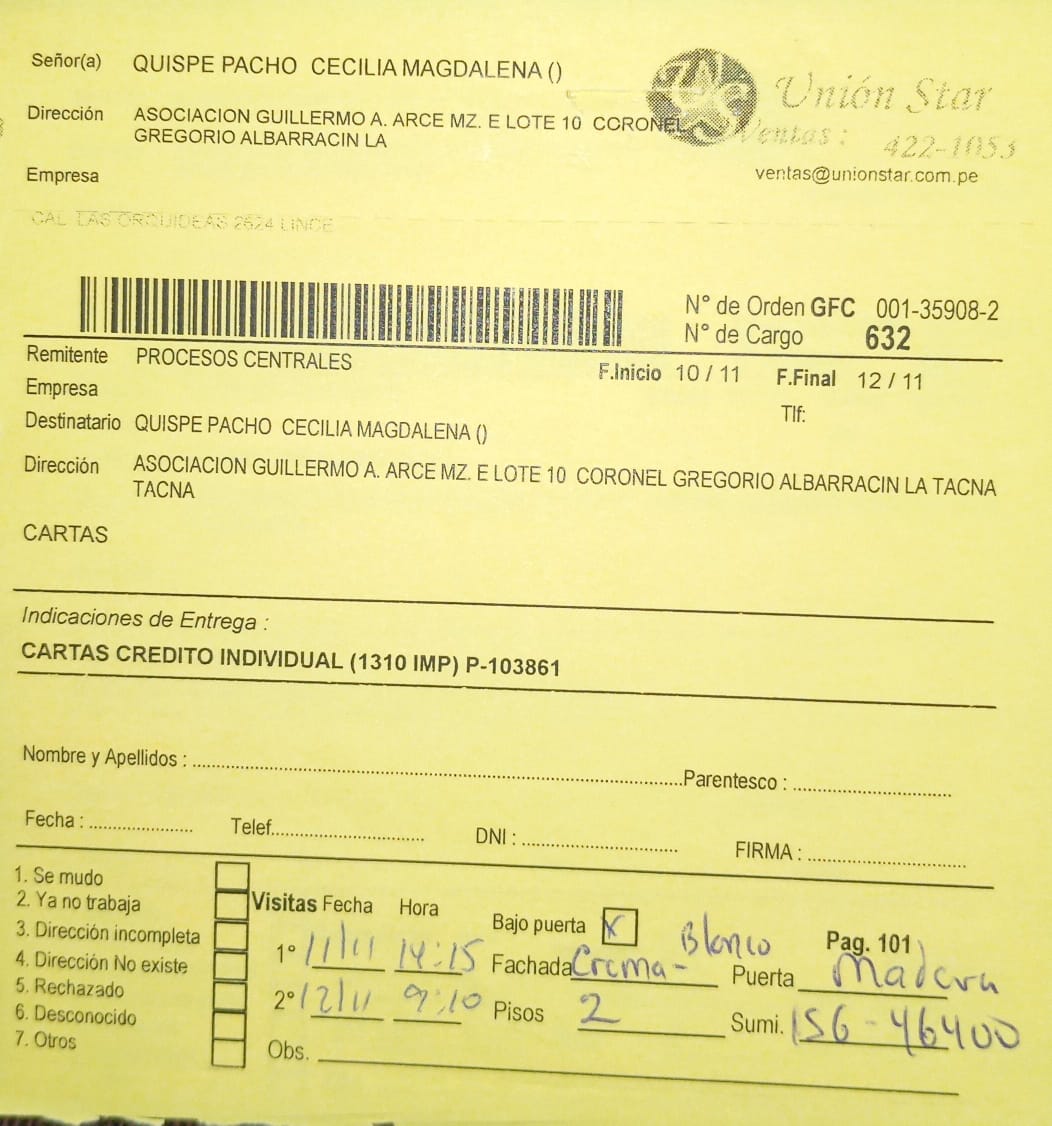 Señor(a) QUISPE PACHO CECILIA MAGDALENA ()
Unión Star
Dirección ASOCIACION GUILLERMO A. ARCE MZ. E LOTE 10 CORONEL
GREGORIO ALBARRACIN LA
Ventas: 422-1053
ventas@unionstar.com.pe
Empresa
CAL LAS ORQUIDEAS 2624 LINCE
N° de Orden GFC 001-35908-2
N° de Cargo 632
Remitente PROCESOS CENTRALES
F.Inicio 10 / 11 F.Final 12 / 11
Empresa
Tlf:
Destinatario QUISPE PACHO CECILIA MAGDALENA ()
Dirección ASOCIACION GUILLERMO A. ARCE MZ. E LOTE 10 CORONEL GREGORIO ALBARRACIN LA TACNA
TACNA
CARTAS
Indicaciones de Entrega :
CARTAS CREDITO INDIVIDUAL (1310 IMP) P-103861
Nombre y Apellidos : Parentesco :
Fecha : Telef. DNI : FIRMA :
1. Se mudo
2. Ya no trabaja
3. Dirección incompleta
4. Dirección No existe
5. Rechazado
6. Desconocido
7. Otros
Visitas Fecha Hora
1° 11/11 14:15
2° 12/11 9:10
Obs.
Bajo puerta X
Fachada Crema - Blanco
Pisos 2
Pag. 101
Puerta Madera
Sumi. 156-46400